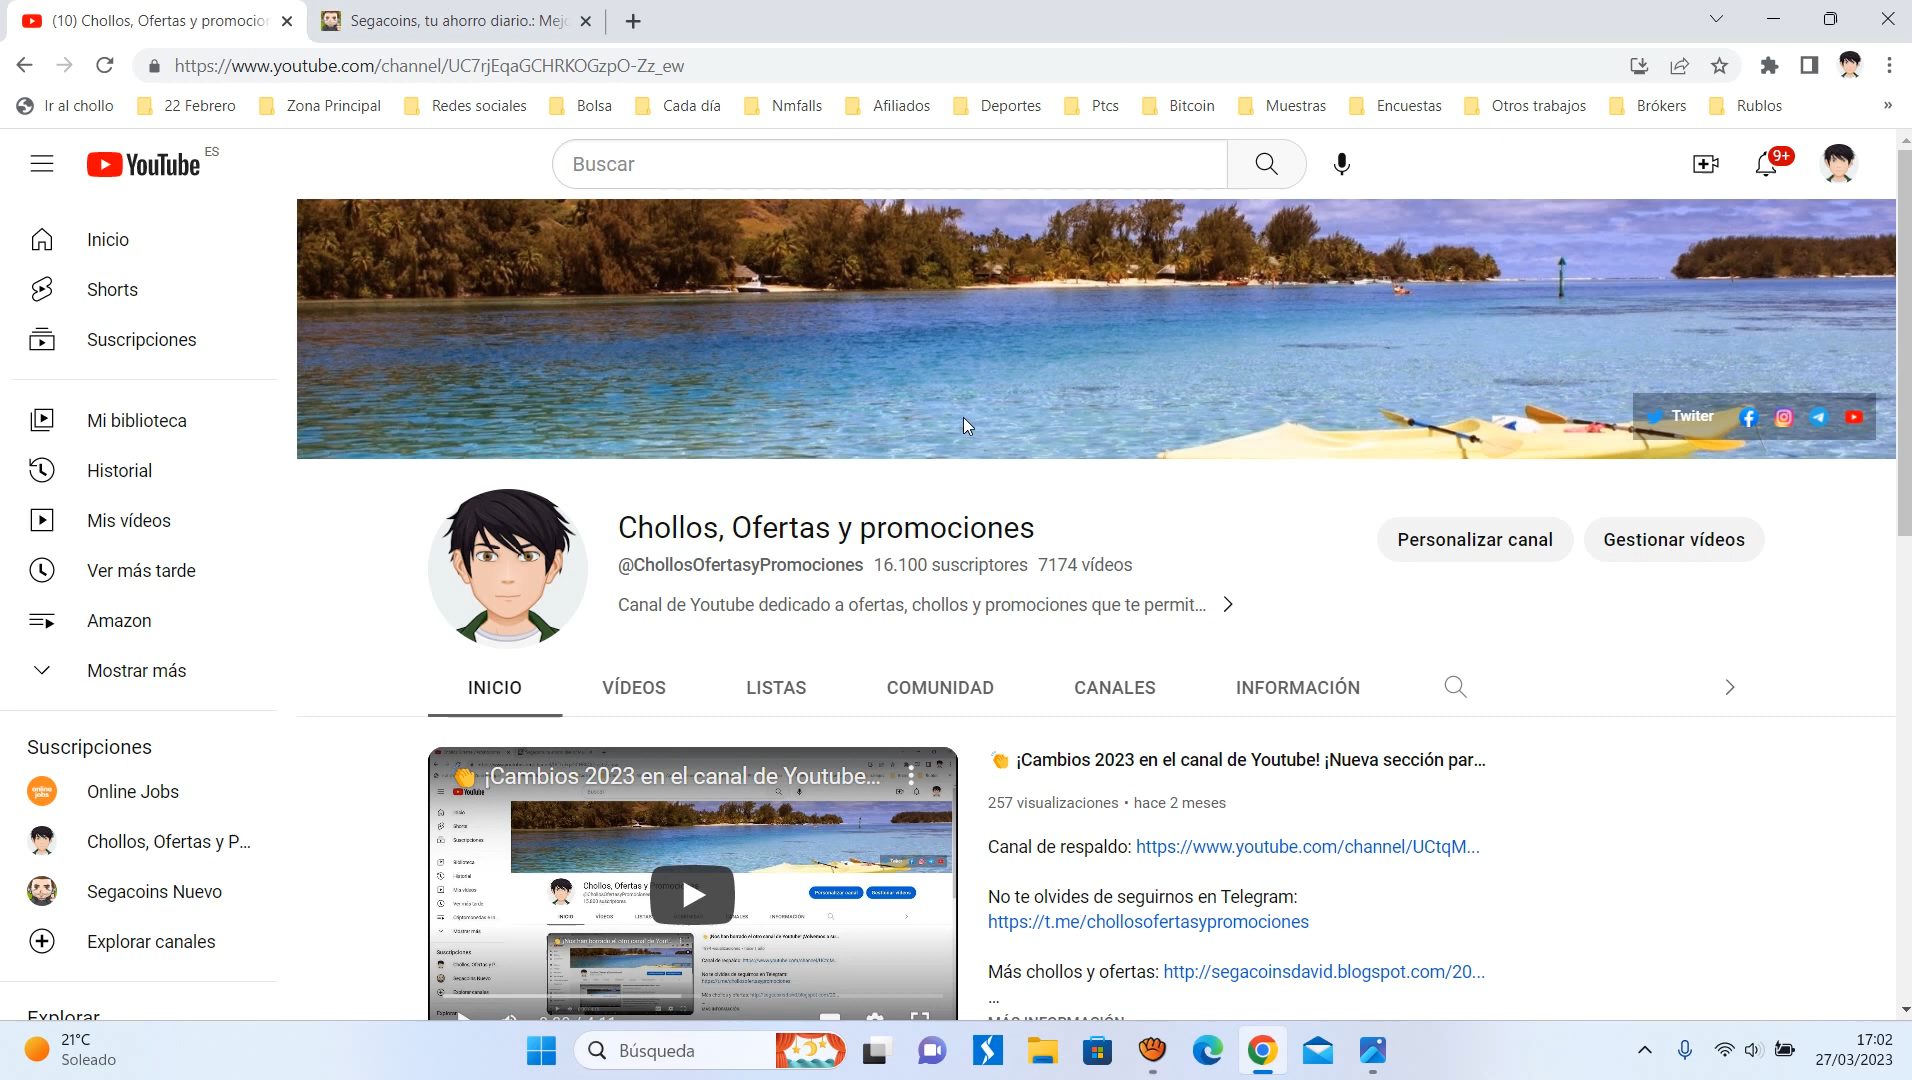 (10) Chollos, Ofertas y promocior
Segacoins, tu ahorro diario.: Mej
https://www.youtube.com/channel/UC7rjEqaGCHRKOGzpO-Zz_ew
Ir al chollo
22 Febrero
Zona Principal
Redes sociales
Bolsa
Cada día
Nmfalls
Afiliados
Deportes
Ptcs
Bitcoin
Muestras
Encuestas
Otros trabajos
Brókers
Rublos
»
YouTube ES
Buscar
9+
Inicio
Shorts
Suscripciones
Mi biblioteca
Historial
Mis vídeos
Ver más tarde
Amazon
Mostrar más
Suscripciones
Online Jobs
Chollos, Ofertas y P...
Segacoins Nuevo
Explorar canales
Explorar
Twiter
Chollos, Ofertas y promociones
@ChollosOfertasyPromociones 16.100 suscriptores 7174 vídeos
Canal de Youtube dedicado a ofertas, chollos y promociones que te permit...
Personalizar canal
Gestionar vídeos
INICIO
VÍDEOS
LISTAS
COMUNIDAD
CANALES
INFORMACIÓN
¡Cambios 2023 en el canal de Youtube...
¡Cambios 2023 en el canal de Youtube! ¡Nueva sección par...
257 visualizaciones • hace 2 meses
Canal de respaldo: https://www.youtube.com/channel/UCtqM...
No te olvides de seguirnos en Telegram:
https://t.me/chollosofertasypromociones
Más chollos y ofertas: http://segacoinsdavid.blogspot.com/20...
...
MÁS INFORMACIÓN
21°C
Soleado
Búsqueda
17:02
27/03/2023